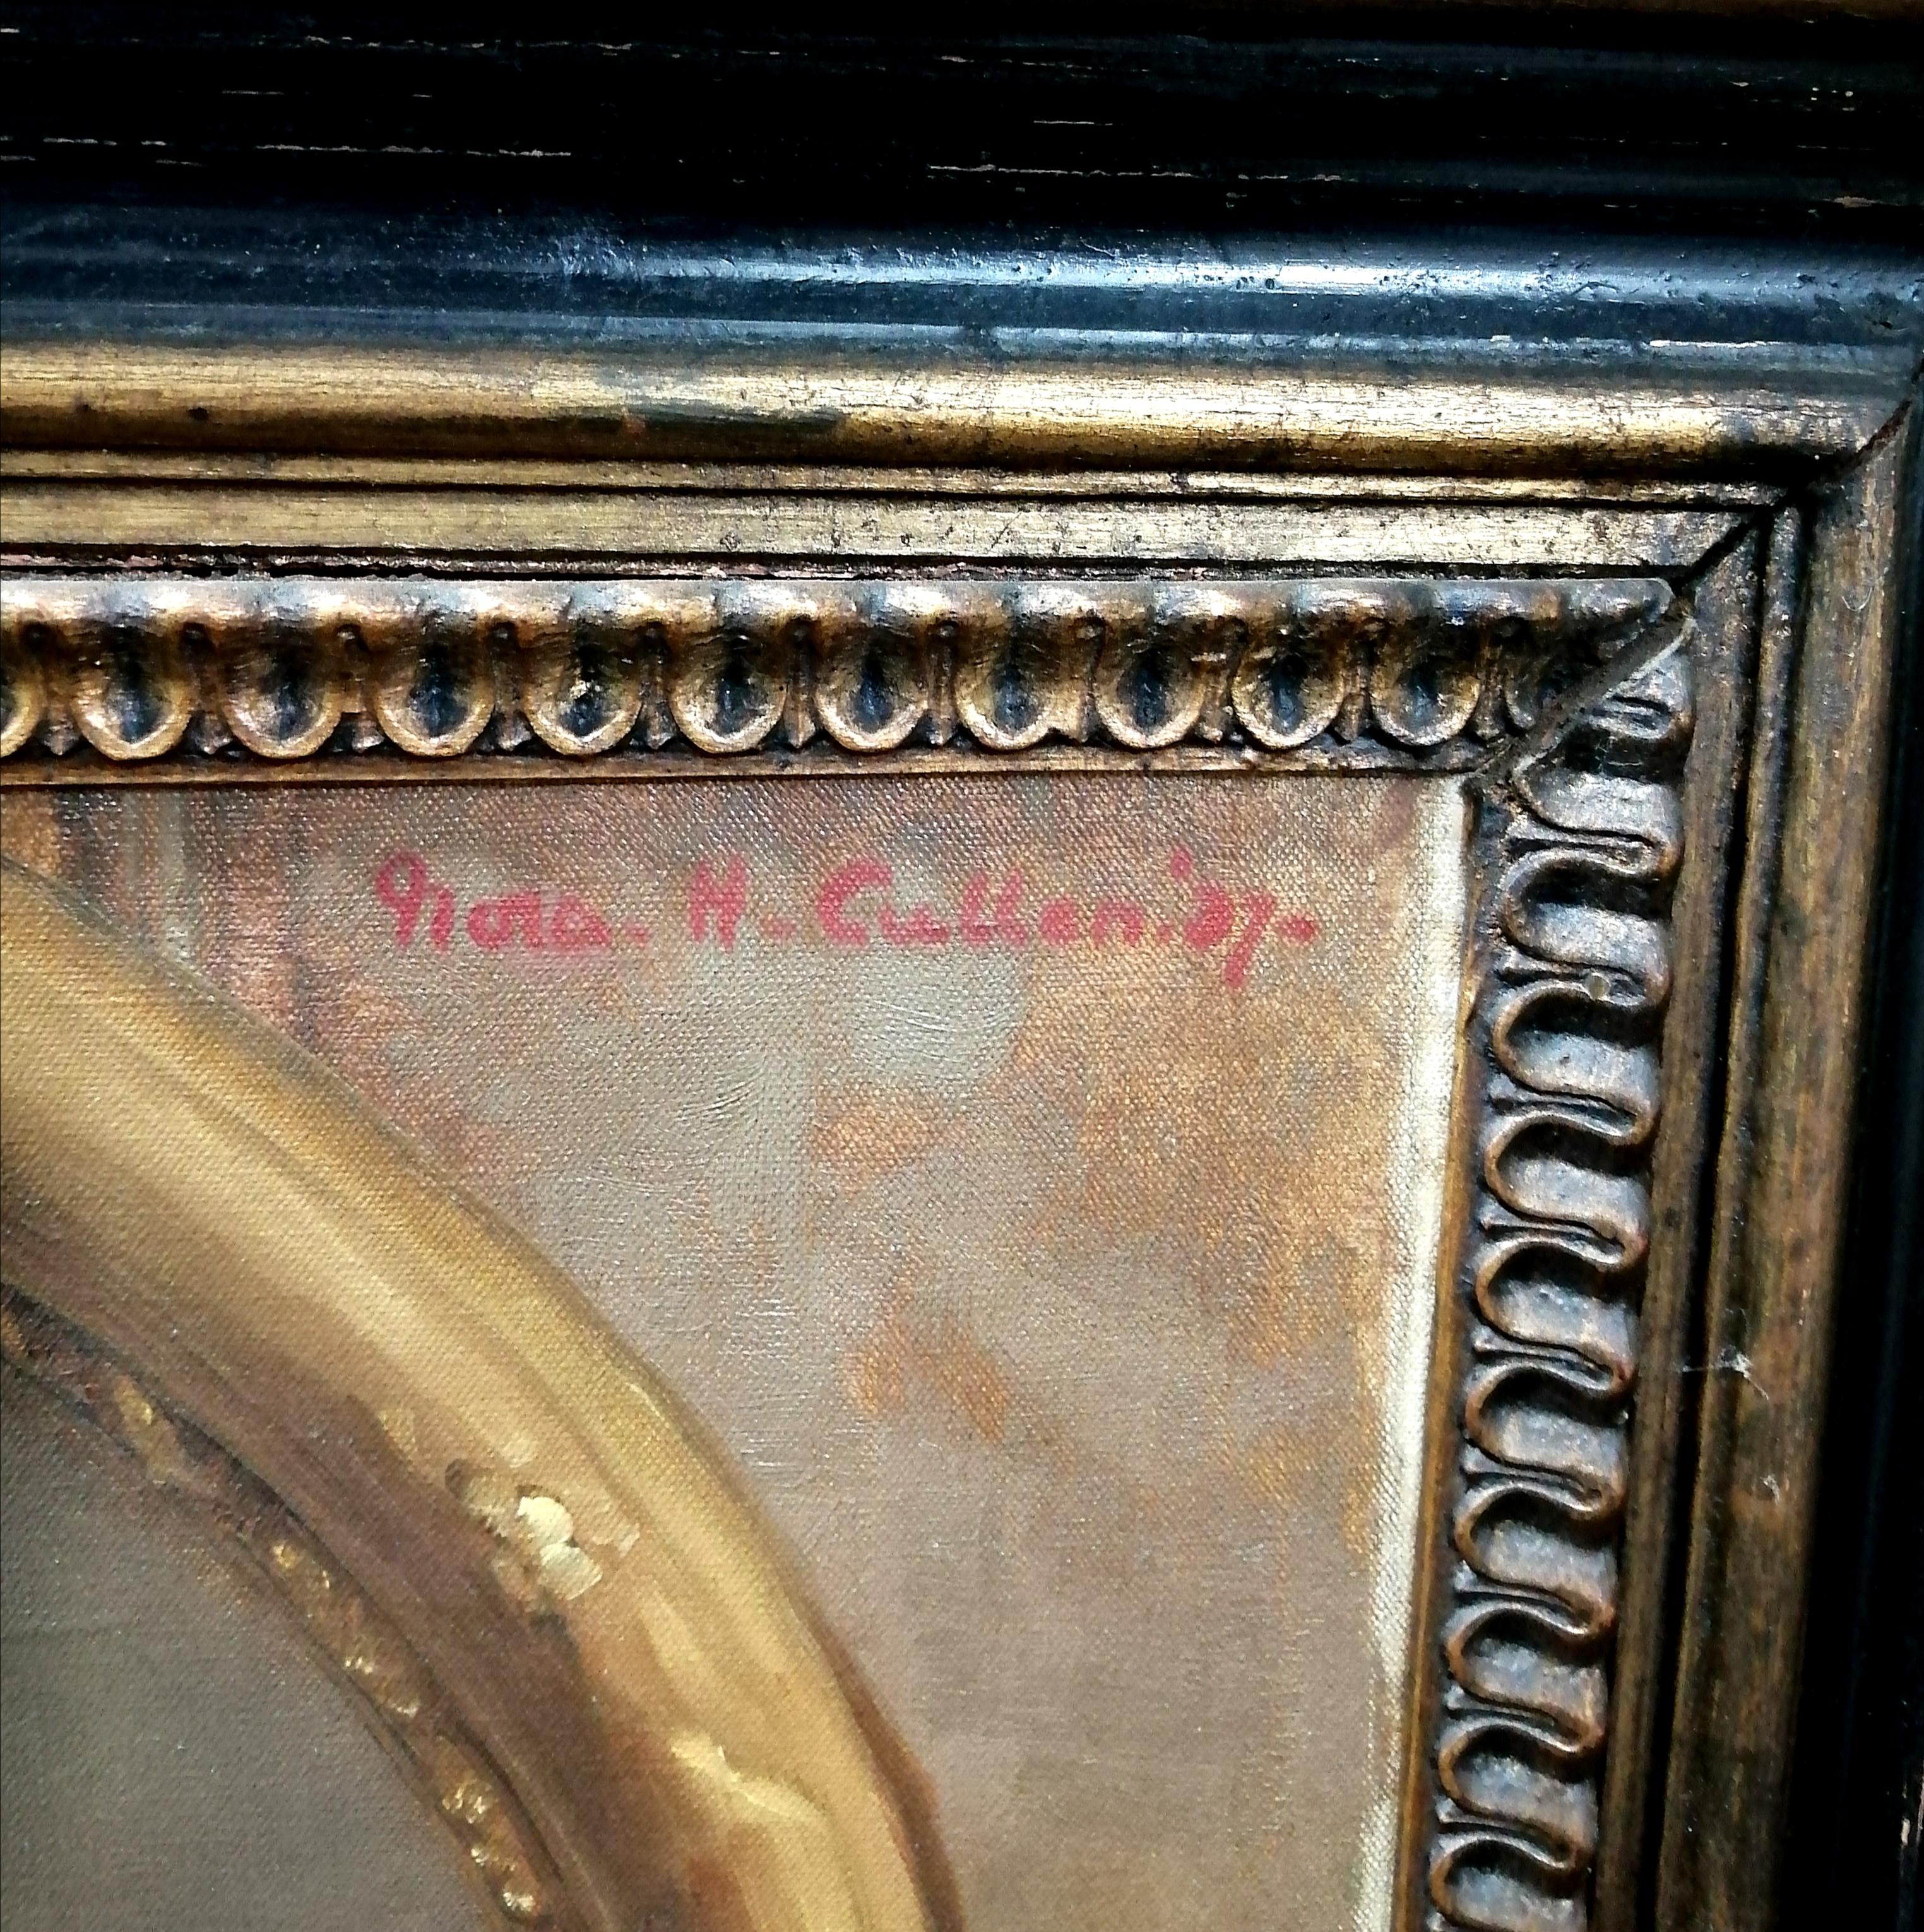 Nora. H. Cullen. '37.